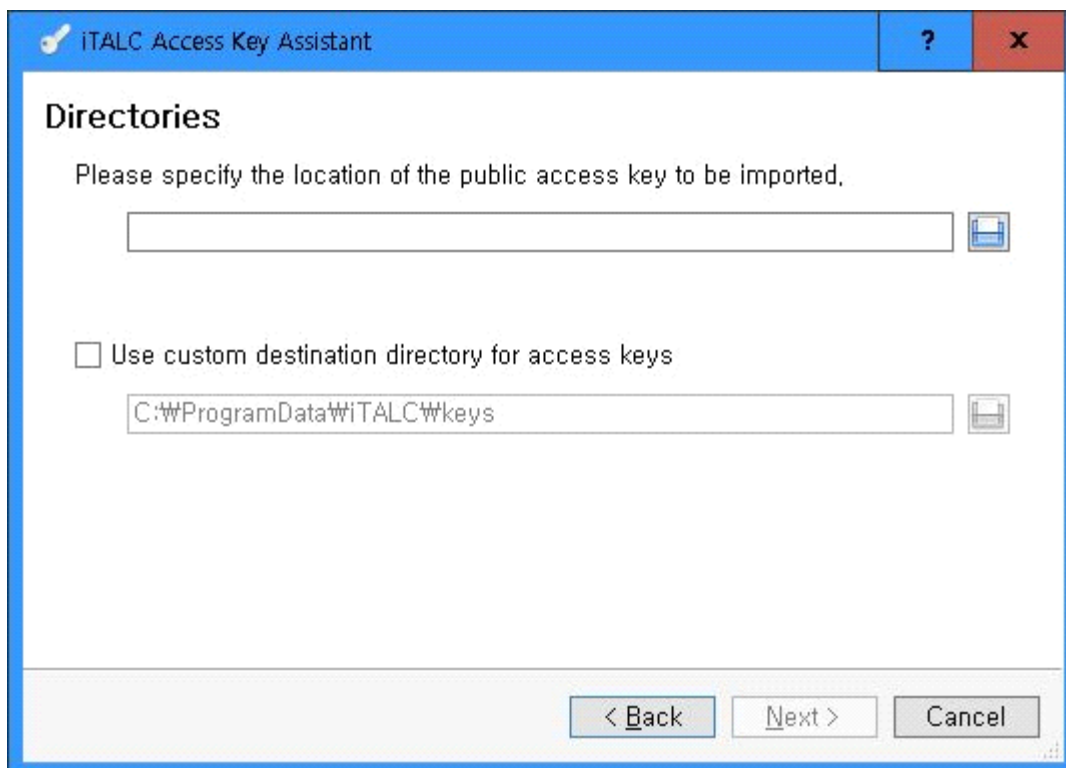 iTALC Access Key Assistant
? x
Directories
Please specify the location of the public access key to be imported.
Use custom destination directory for access keys
C:₩ProgramData₩iTALC₩keys
< Back Next > Cancel